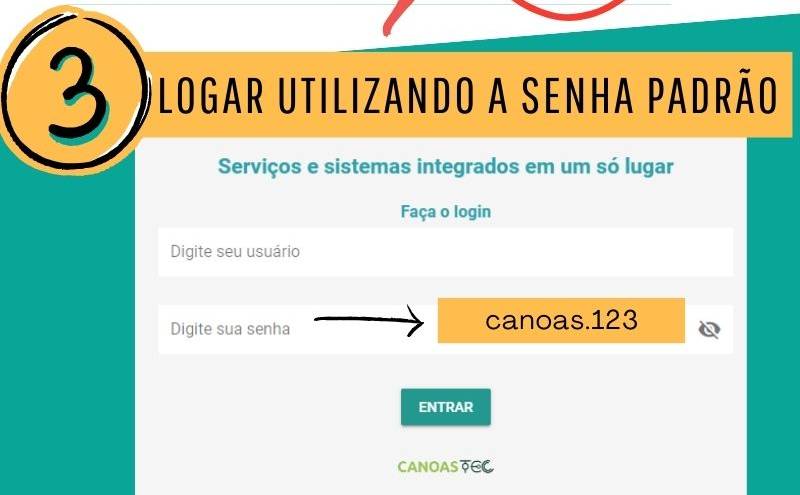 3
LOGAR UTILIZANDO A SENHA PADRÃO
Serviços e sistemas integrados em um só lugar
Faça o login
Digite seu usuário
Digite sua senha
canoas.123
ENTRAR
CANOASTEC